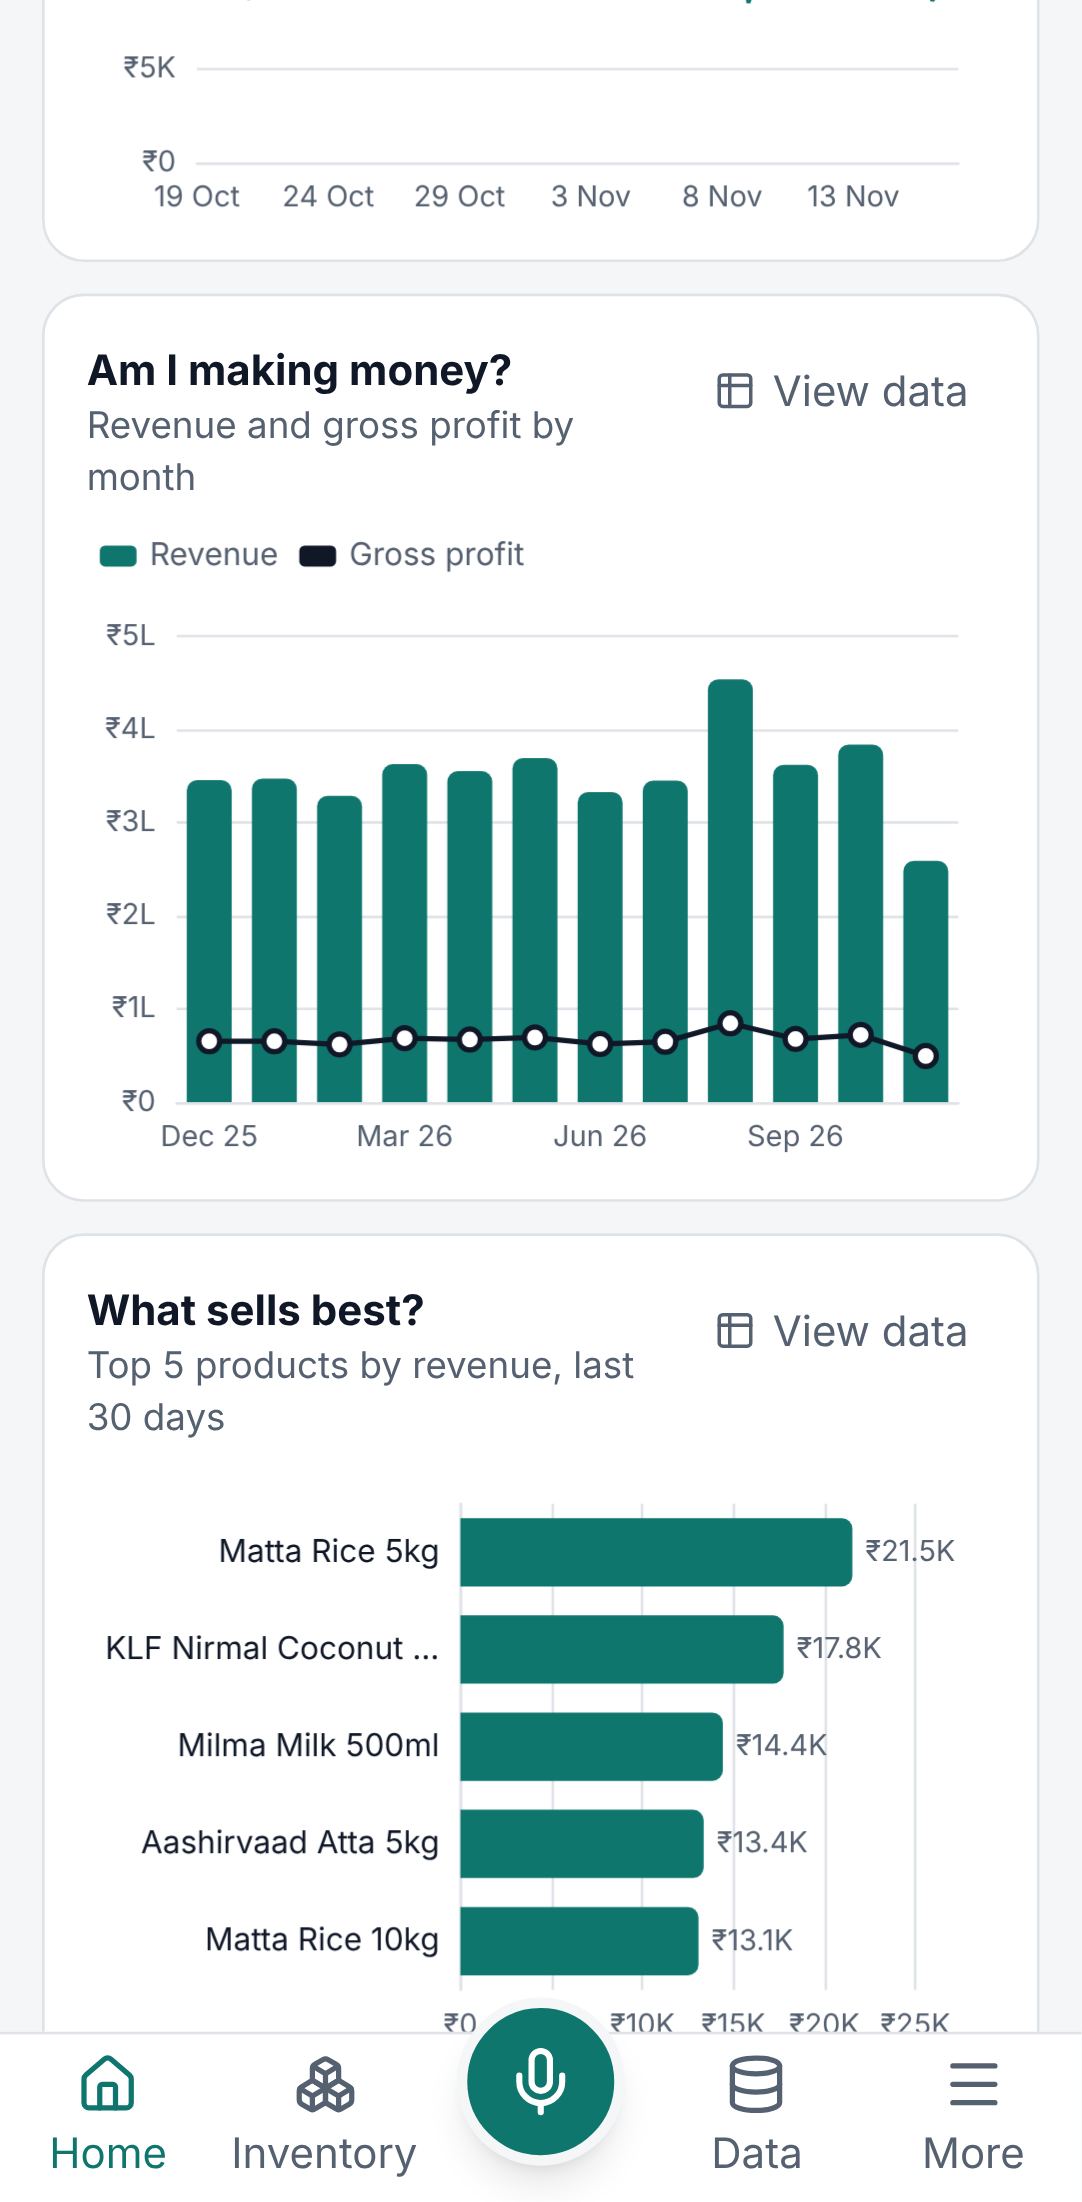 ₹5K
₹0
19 Oct 24 Oct 29 Oct 3 Nov 8 Nov 13 Nov
Am I making money?
View data
Revenue and gross profit by
month
Revenue Gross profit
₹5L
₹4L
₹3L
₹2L
₹1L
₹0
Dec 25 Mar 26 Jun 26 Sep 26
What sells best?
View data
Top 5 products by revenue, last
30 days
Matta Rice 5kg ₹21.5K
KLF Nirmal Coconut ... ₹17.8K
Milma Milk 500ml ₹14.4K
Aashirvaad Atta 5kg ₹13.4K
Matta Rice 10kg ₹13.1K
₹0 ₹10K ₹15K ₹20K ₹25K
Home Inventory Data More